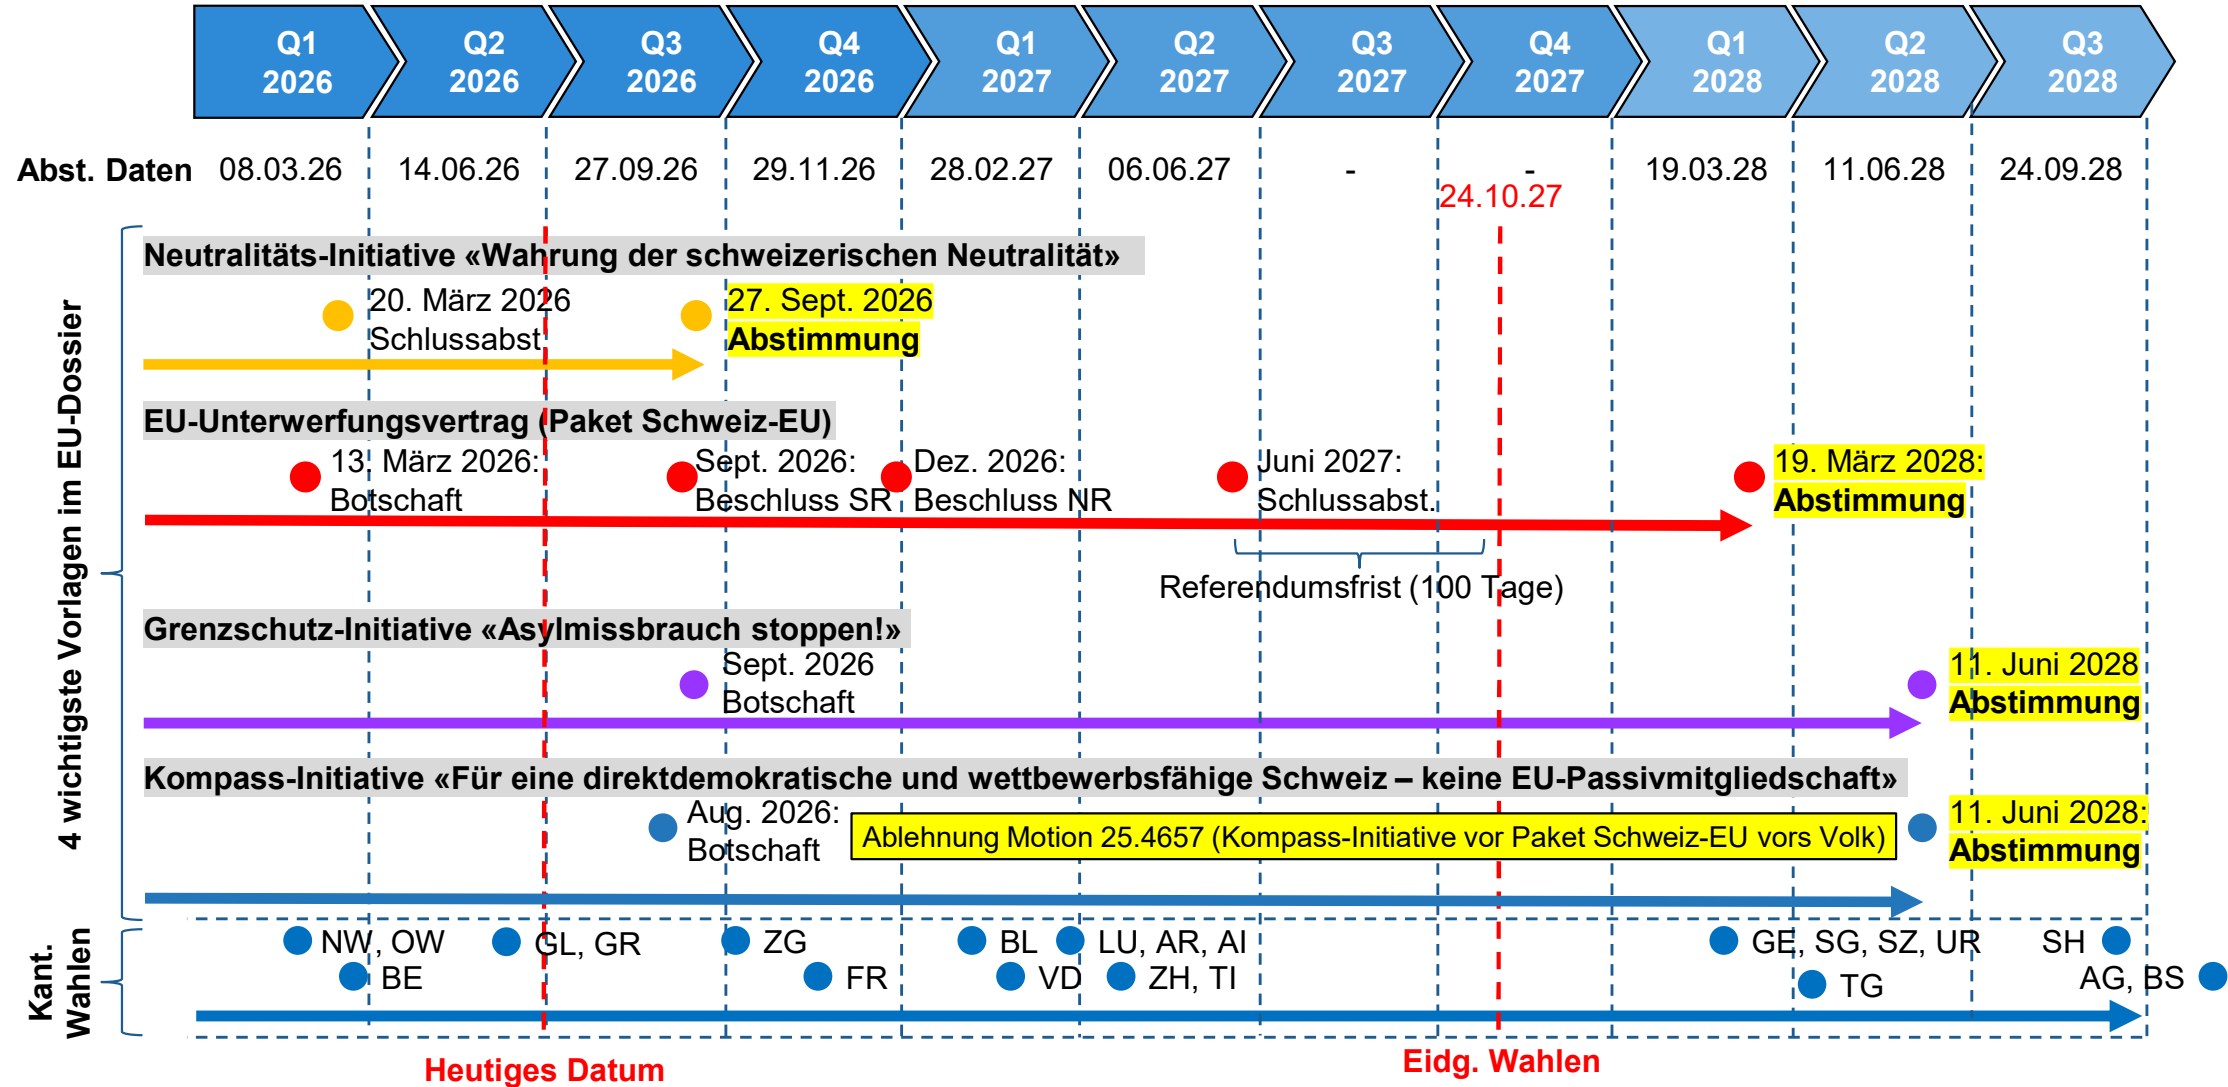 Q1 Q2 Q3 Q4 Q1 Q2 Q3 Q4 Q1 Q2 Q3
2026 2026 2026 2026 2027 2027 2027 2027 2028 2028 2028
Abst. Daten 08.03.26 14.06.26 27.09.26 29.11.26 28.02.27 06.06.27 - - 19.03.28 11.06.28 24.09.28
24.10.27
4 wichtigste Vorlagen im EU-Dossier
Neutralitäts-Initiative «Wahrung der schweizerischen Neutralität»
20. März 2026
Schlussabst.
27. Sept. 2026
Abstimmung
EU-Unterwerfungsvertrag (Paket Schweiz-EU)
13. März 2026:
Botschaft
Sept. 2026:
Beschluss SR
Dez. 2026:
Beschluss NR
Juni 2027:
Schlussabst.
19. März 2028:
Abstimmung
Referendumsfrist (100 Tage)
Grenzschutz-Initiative «Asylmissbrauch stoppen!»
Sept. 2026
Botschaft
11. Juni 2028
Abstimmung
Kompass-Initiative «Für eine direktdemokratische und wettbewerbsfähige Schweiz – keine EU-Passivmitgliedschaft»
Aug. 2026:
Botschaft
Ablehnung Motion 25.4657 (Kompass-Initiative vor Paket Schweiz-EU vors Volk)
11. Juni 2028:
Abstimmung
Kant.
Wahlen
NW, OW GL, GR ZG BL LU, AR, AI GE, SG, SZ, UR SH
BE FR VD ZH, TI TG AG, BS
Heutiges Datum
Eidg. Wahlen